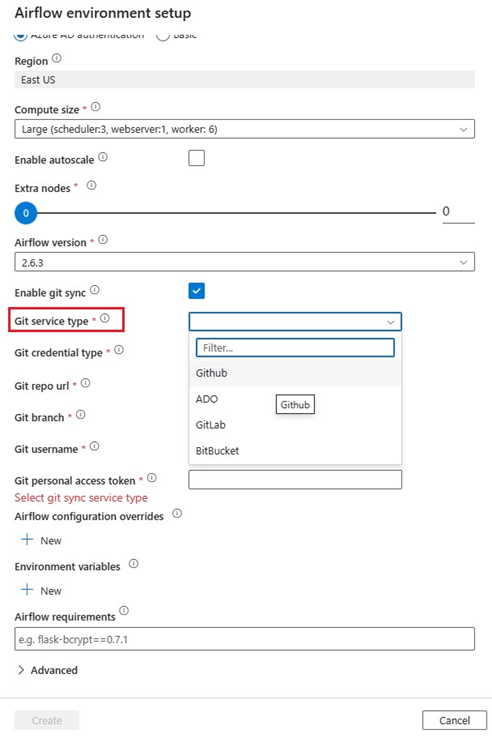 Airflow environment setup
Azure AD authentication Basic
Region
East US
Compute size *
Large (scheduler:3, webserver:1, worker: 6)
Enable autoscale
Extra nodes *
0 0
Airflow version *
2.6.3
Enable git sync
Git service type *
Filter...
Git credential type *
Github
Git repo url *
ADO
Github
Git branch *
GitLab
Git username *
BitBucket
Git personal access token *
Select git sync service type
Airflow configuration overrides
New
Environment variables
New
Airflow requirements
e.g. flask-bcrypt==0.7.1
Advanced
Create Cancel